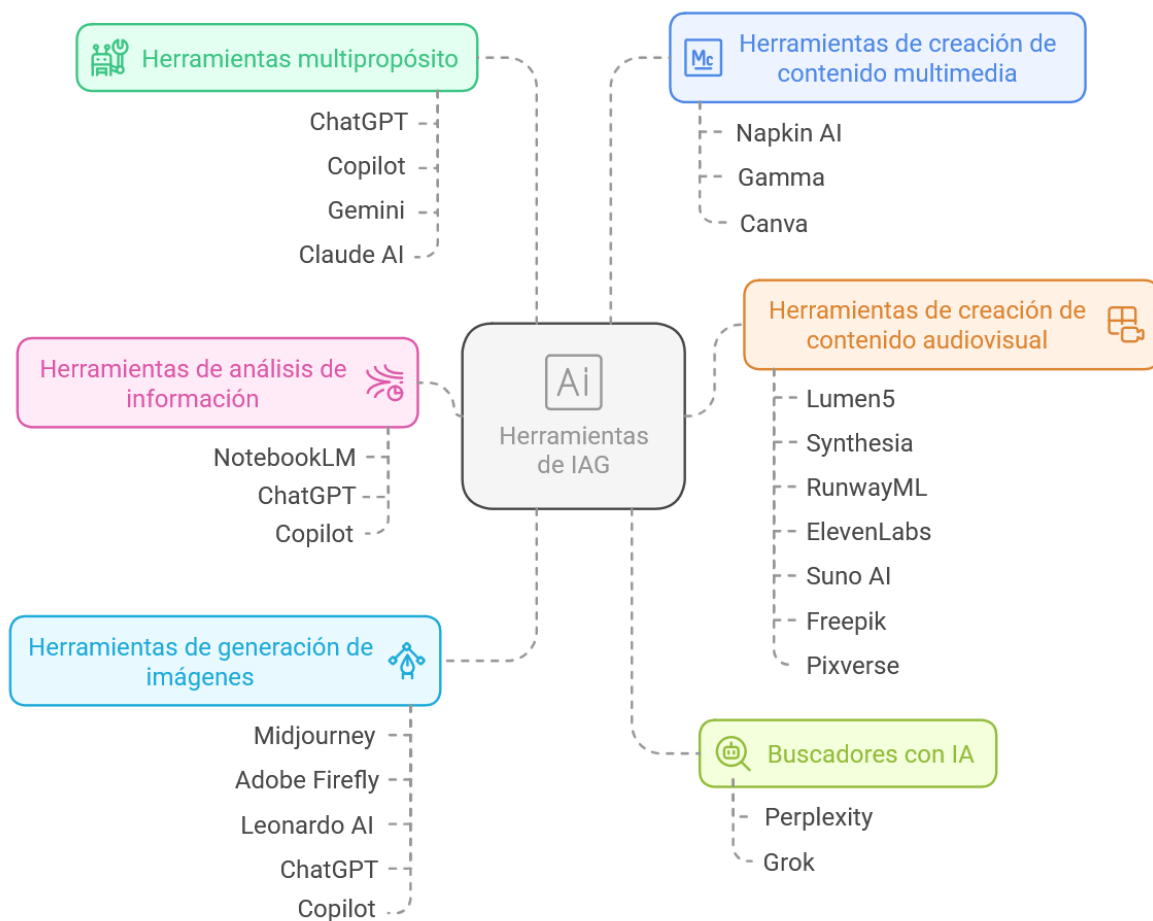 Herramientas multipropósito
ChatGPT
Copilot
Gemini
Claude AI
Mc
Herramientas de creación de
contenido multimedia
Napkin AI
Gamma
Canva
Herramientas de análisis de
información
NotebookLM
ChatGPT
Copilot
Ai
Herramientas
de IAG
Herramientas de creación de
contenido audiovisual
Lumen5
Synthesia
RunwayML
ElevenLabs
Suno AI
Freepik
Pixverse
Herramientas de generación de
imágenes
Midjourney
Adobe Firefly
Leonardo AI
ChatGPT
Copilot
Buscadores con IA
Perplexity
Grok